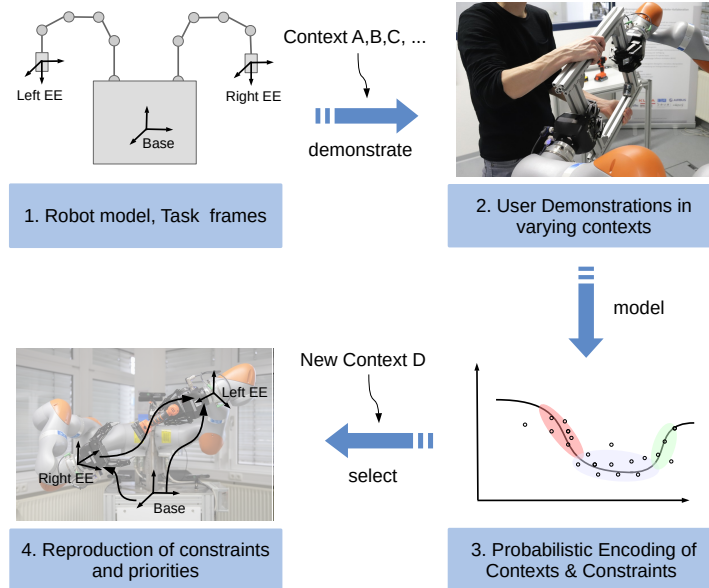 Left EE
Right EE
Base
Context A,B,C, ...
demonstrate
1. Robot model, Task frames
2. User Demonstrations in
varying contexts
model
3. Probabilistic Encoding of
Contexts & Constraints
New Context D
select
Left EE
Right EE
Base
4. Reproduction of constraints
and priorities